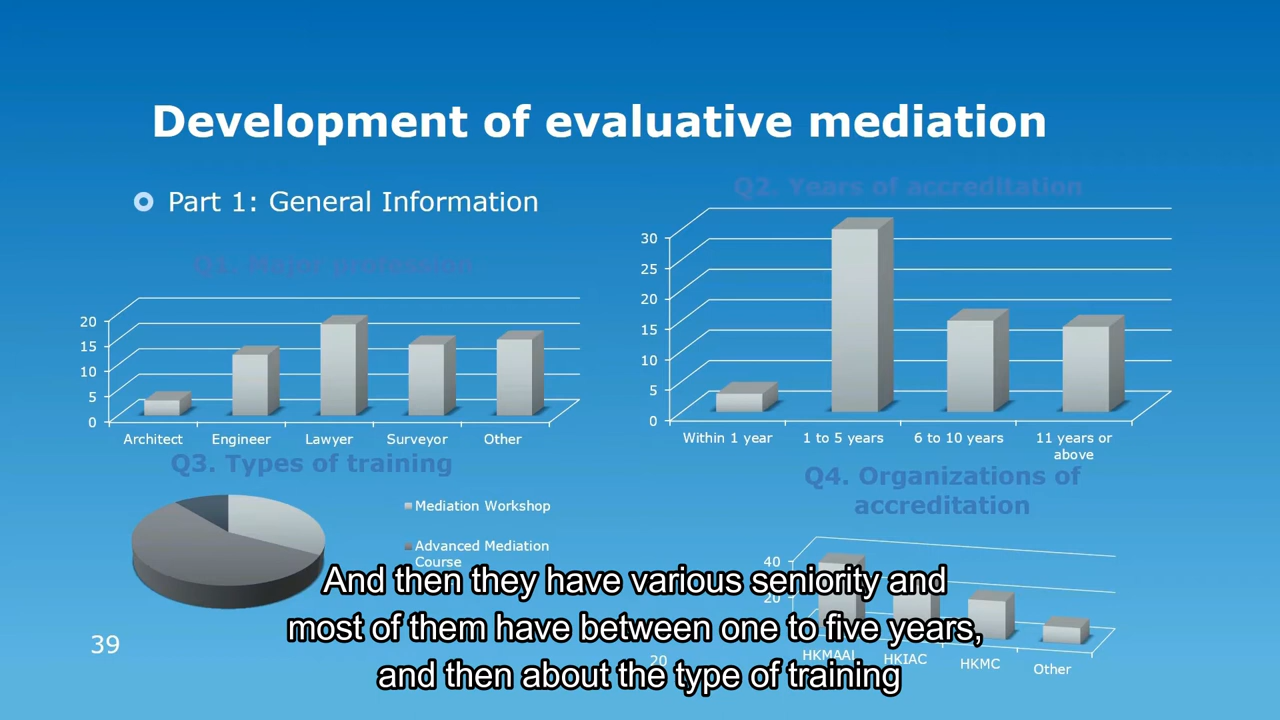 Development of evaluative mediation
Part 1: General Information
Q1. Major profession
20
15
10
5
0
Architect
Engineer
Lawyer
Surveyor
Other
Q2. Years of accreditation
30
25
20
15
10
5
0
Within 1 year
1 to 5 years
6 to 10 years
11 years or
above
Q3. Types of training
Mediation Workshop
Advanced Mediation
Course
Q4. Organizations of
accreditation
40
20
HKMAAL
HKIAC
HKMC
Other
39
20
And then they have various seniority and
most of them have between one to five years,
and then about the type of training